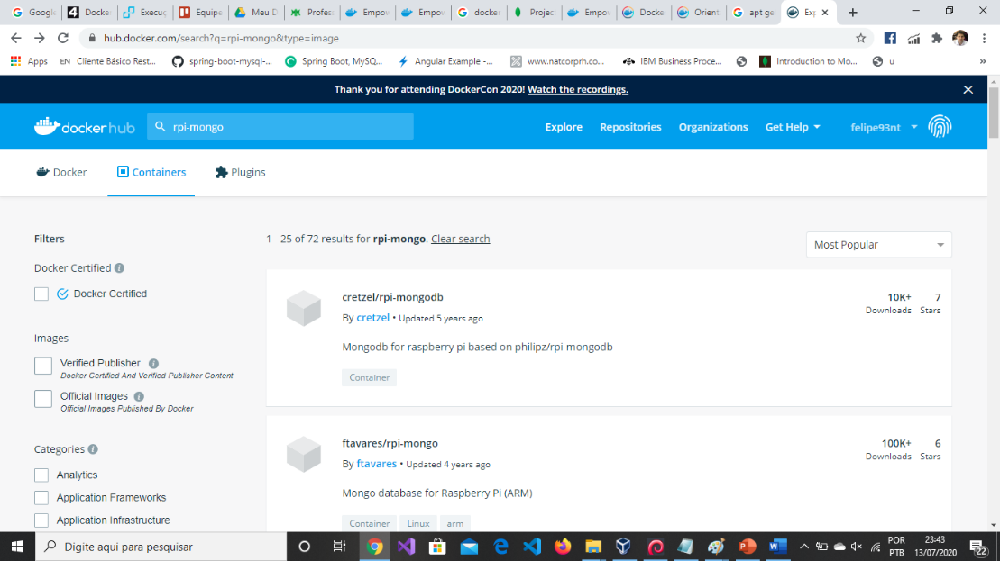 Google
Docker
Execuç
Equipe
Meu D
Profes
Empow
Empow
docker
Project
Empow
Docker
Orient
apt ge
Exp
hub.docker.com/search?q=rpi-mongo&type=image
Apps
EN Cliente Básico Rest...
spring-boot-mysql-...
Spring Boot, MySQ...
Angular Example -...
www.natcorprh.co...
IBM Business Proce...
Introduction to Mo...
u
»
Thank you for attending DockerCon 2020! Watch the recordings.
docker hub
rpi-mongo
Explore
Repositories
Organizations
Get Help
felipe93nt
Docker
Containers
Plugins
Filters
1 - 25 of 72 results for rpi-mongo. Clear search
Most Popular
Docker Certified
Docker Certified
Images
Verified Publisher
Docker Certified And Verified Publisher Content
Official Images
Official Images Published By Docker
Categories
Analytics
Application Frameworks
Application Infrastructure
cretzel/rpi-mongodb
By cretzel • Updated 5 years ago
Mongodb for raspberry pi based on philipz/rpi-mongodb
Container
10K+ 7
Downloads Stars
ftavares/rpi-mongo
By ftavares • Updated 4 years ago
Mongo database for Raspberry Pi (ARM)
Container Linux arm
100K+ 6
Downloads Stars
Digite aqui para pesquisar
POR
PTB
23:43
13/07/2020
22